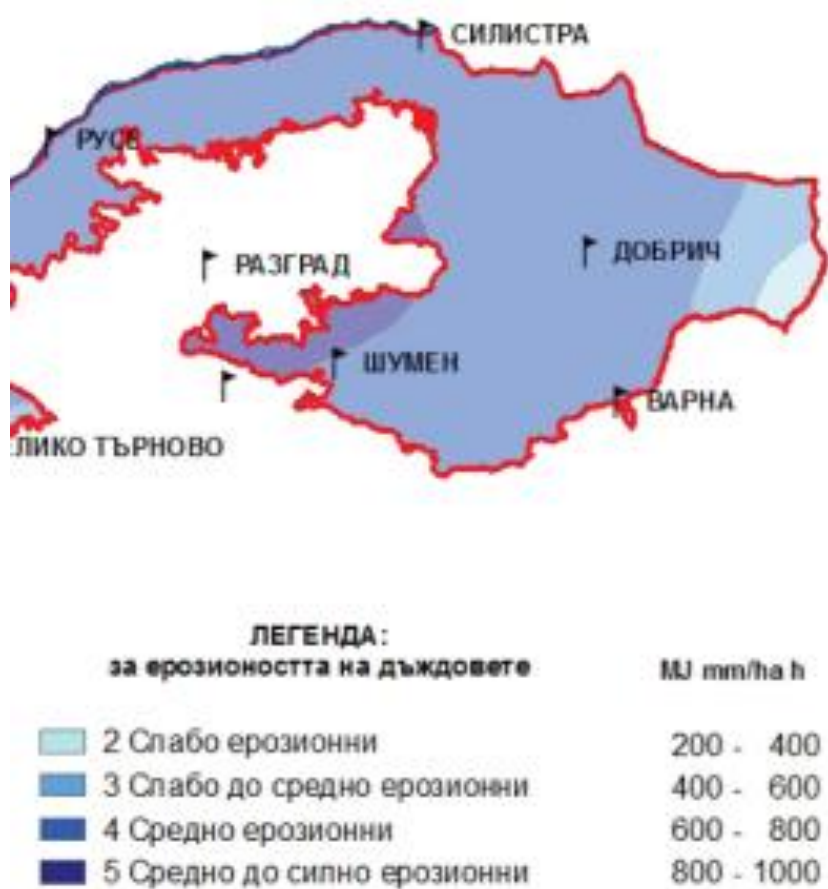 СИЛИСТРА
РУСЕ
РАЗГРАД
ДОБРИЧ
ШУМЕН
ВАРНА
ЛИКО ТЪРНОВО
ЛЕГЕНДА:
за ерозиоността на дъждовете MJ mm/ha h
2 Слабо ерозионни 200 - 400
3 Слабо до средно ерозионни 400 - 600
4 Средно ерозионни 600 - 800
5 Средно до силно ерозионни 800 - 1000